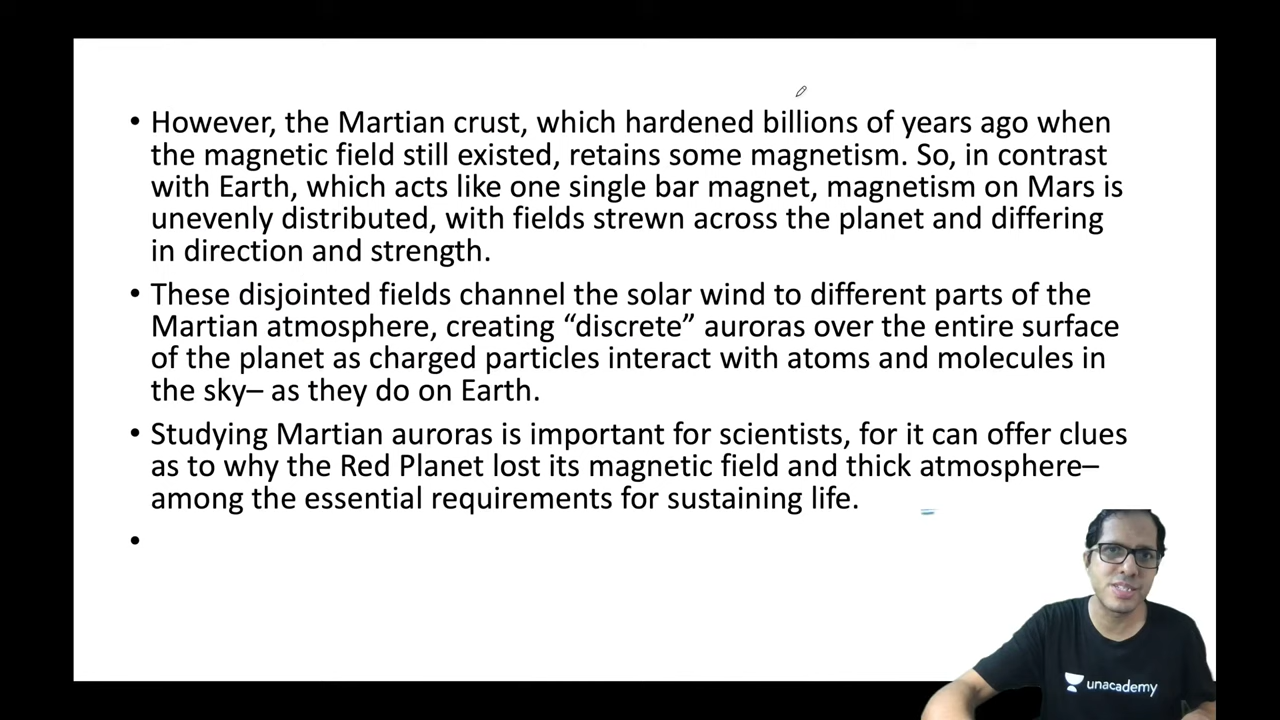 • However, the Martian crust, which hardened billions of years ago when
the magnetic field still existed, retains some magnetism. So, in contrast
with Earth, which acts like one single bar magnet, magnetism on Mars is
unevenly distributed, with fields strewn across the planet and differing
in direction and strength.
• These disjointed fields channel the solar wind to different parts of the
Martian atmosphere, creating “discrete” auroras over the entire surface
of the planet as charged particles interact with atoms and molecules in
the sky– as they do on Earth.
• Studying Martian auroras is important for scientists, for it can offer clues
as to why the Red Planet lost its magnetic field and thick atmosphere–
among the essential requirements for sustaining life.
•
unacademy